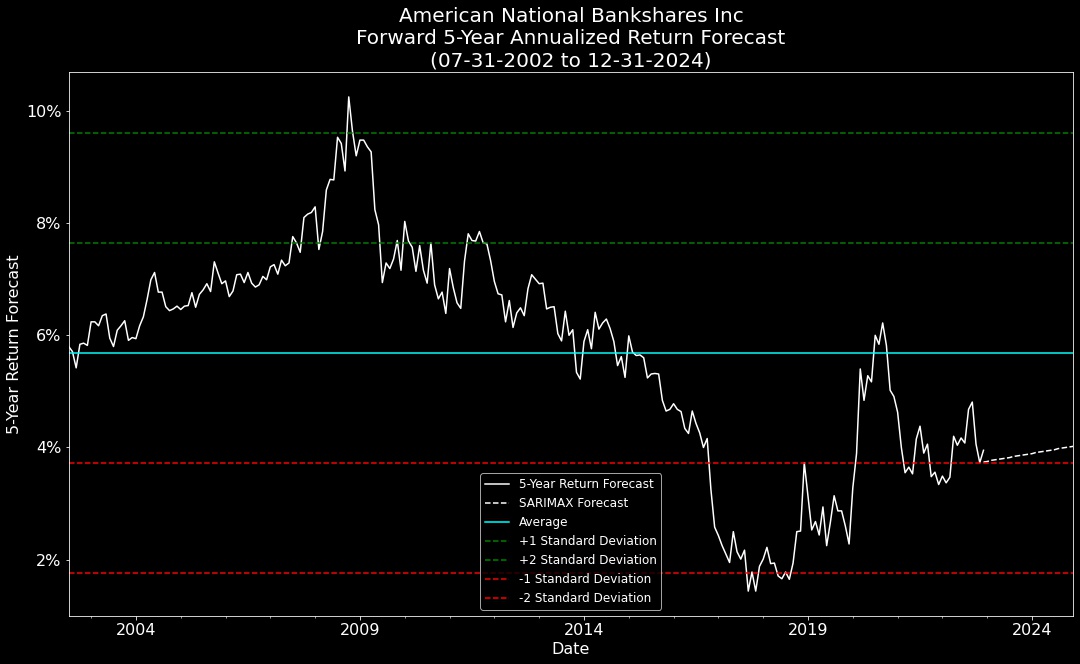 American National Bankshares Inc
Forward 5-Year Annualized Return Forecast
(07-31-2002 to 12-31-2024)
10%
8%
6%
4%
2%
5-Year Return Forecast
5-Year Return Forecast
SARIMAX Forecast
Average
+1 Standard Deviation
+2 Standard Deviation
-1 Standard Deviation
-2 Standard Deviation
2004
2009
2014
2019
2024
Date